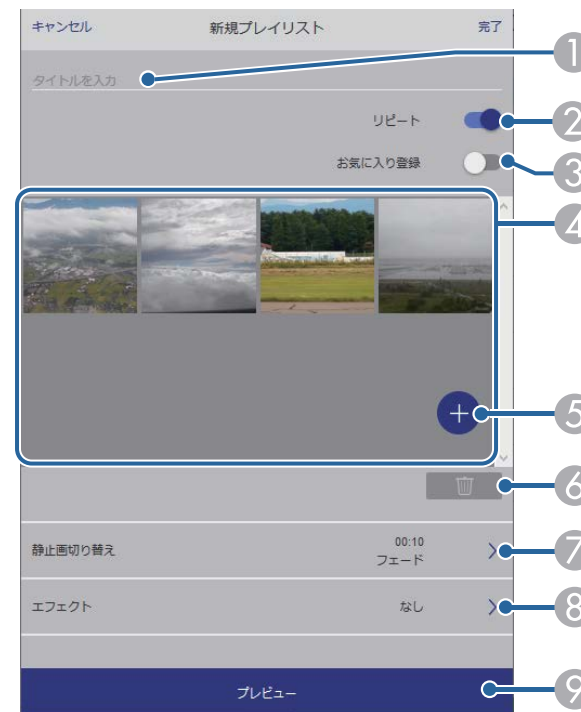 キャンセル 新規プレイリスト 完了
タイトルを入力 1
リピート 2
お気に入り登録 3
4
+ 5
6
静止画切り替え 00:10 フェード 7
エフェクト なし 8
プレビュー 9